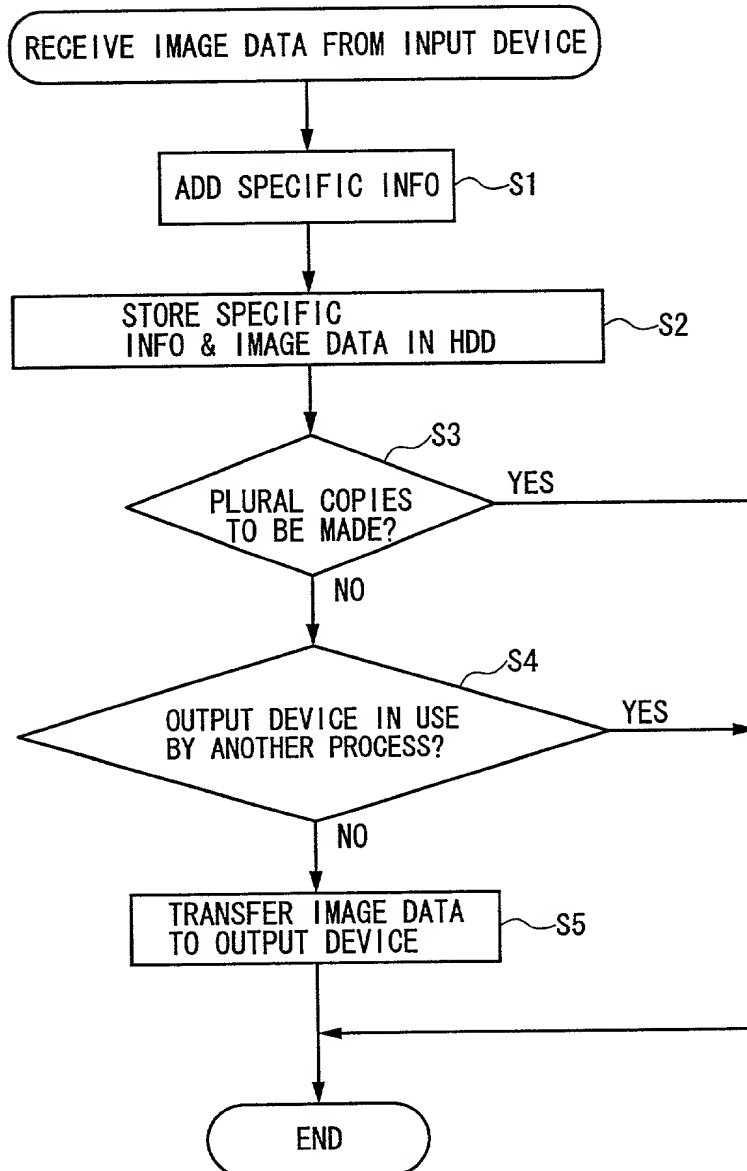 RECEIVE IMAGE DATA FROM INPUT DEVICE
ADD SPECIFIC INFO
S1
STORE SPECIFIC
INFO & IMAGE DATA IN HDD
S2
S3
PLURAL COPIES
TO BE MADE?
YES
NO
S4
OUTPUT DEVICE IN USE
BY ANOTHER PROCESS?
YES
NO
TRANSFER IMAGE DATA
TO OUTPUT DEVICE
S5
END